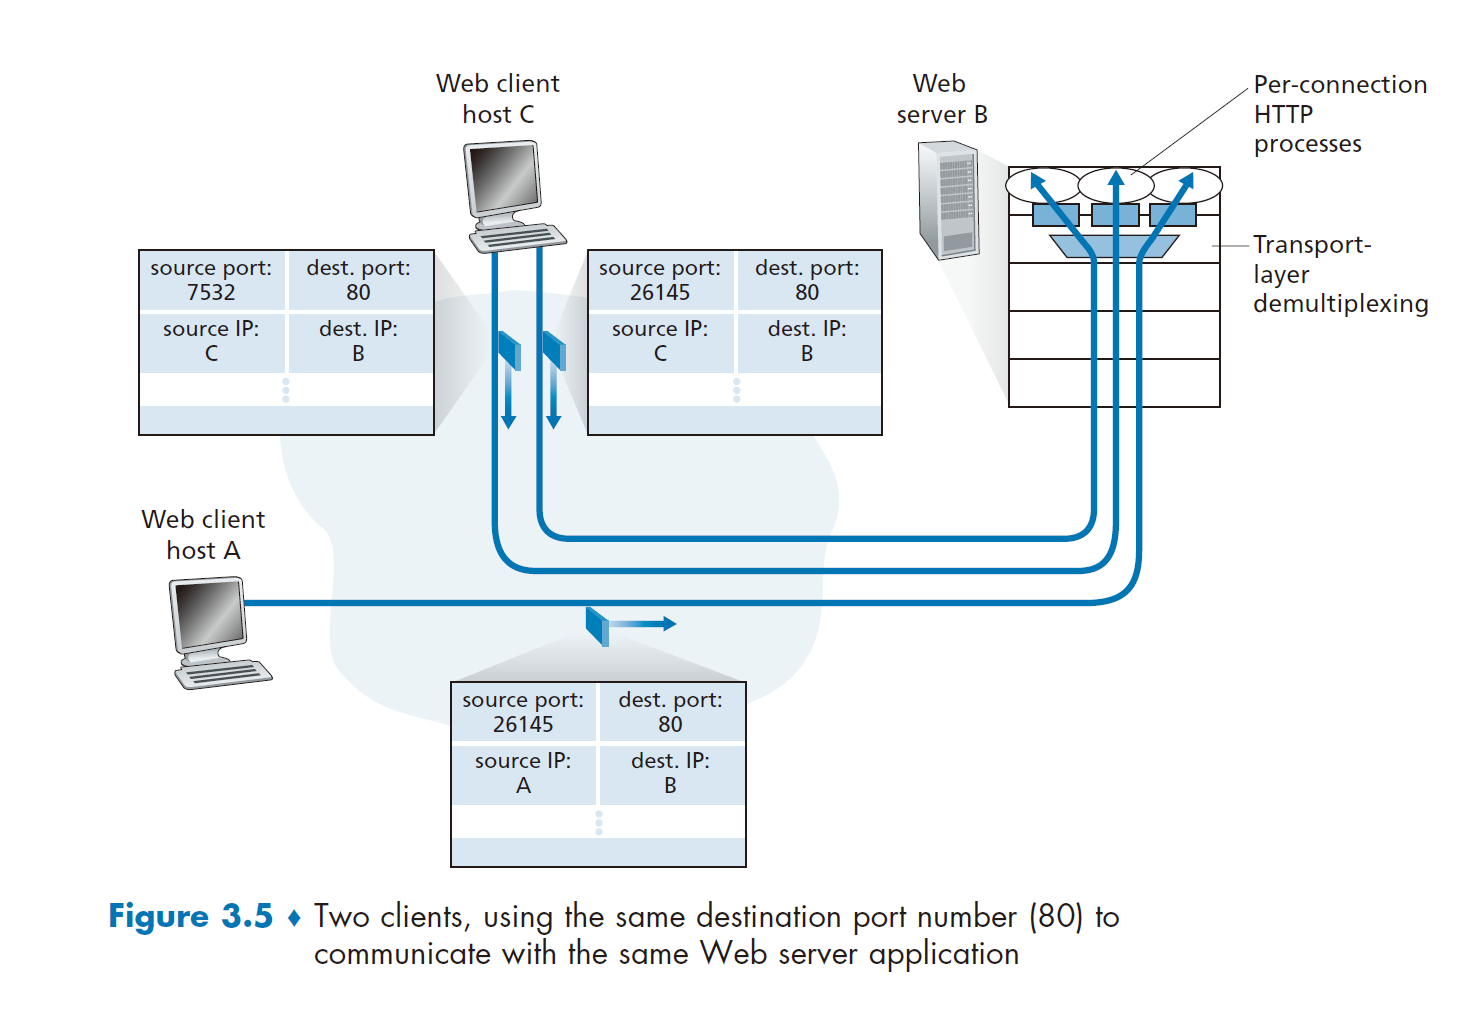 Web client
host C
Web
server B
Per-connection
HTTP
processes
Transport-
layer
demultiplexing
source port:
7532
dest. port:
80
source IP:
C
dest. IP:
B
source port:
26145
dest. port:
80
source IP:
C
dest. IP:
B
Web client
host A
source port:
26145
dest. port:
80
source IP:
A
dest. IP:
B
Figure 3.5 ♦ Two clients, using the same destination port number (80) to
communicate with the same Web server application